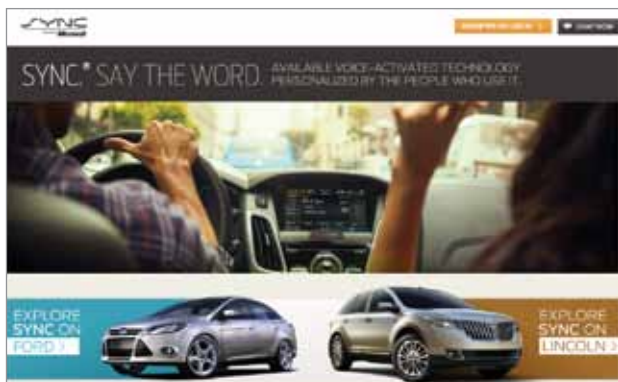 SYNC
Microsoft
SYNC.® SAY THE WORD.
AVAILABLE VOICE-ACTIVATED TECHNOLOGY
PERSONALIZED BY THE PEOPLE WHO USE IT.
EXPLORE
SYNC ON
FORD >
EXPLORE
SYNC ON
LINCOLN >